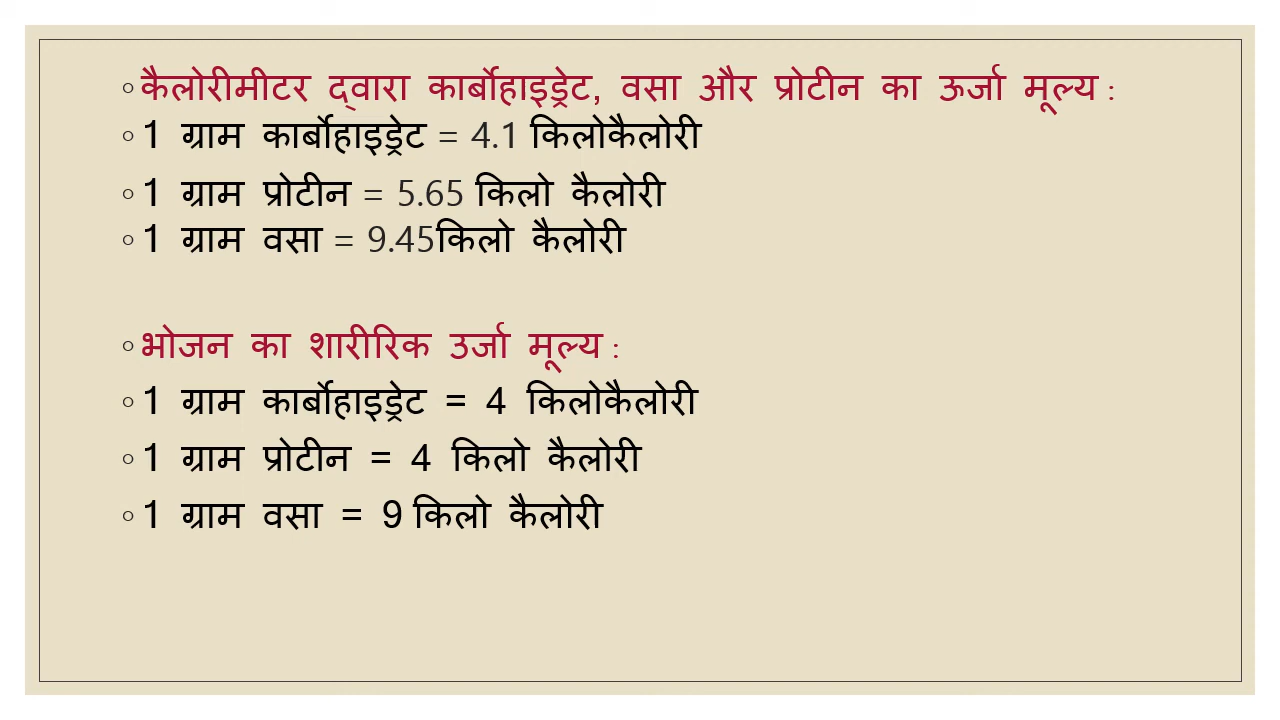 ◦कैलोरीमीटर द्‌वारा कार्बोहाइड्रेट, वसा और प्रोटीन का ऊर्जा मूल्य :
◦1 ग्राम कार्बोहाइड्रेट = 4.1 किलोकैलोरी
◦1 ग्राम प्रोटीन = 5.65 किलो कैलोरी
◦1 ग्राम वसा = 9.45किलो कैलोरी
◦भोजन का शारीरिक उर्जा मूल्य :
◦1 ग्राम कार्बोहाइड्रेट = 4 किलोकैलोरी
◦1 ग्राम प्रोटीन = 4 किलो कैलोरी
◦1 ग्राम वसा = 9 किलो कैलोरी